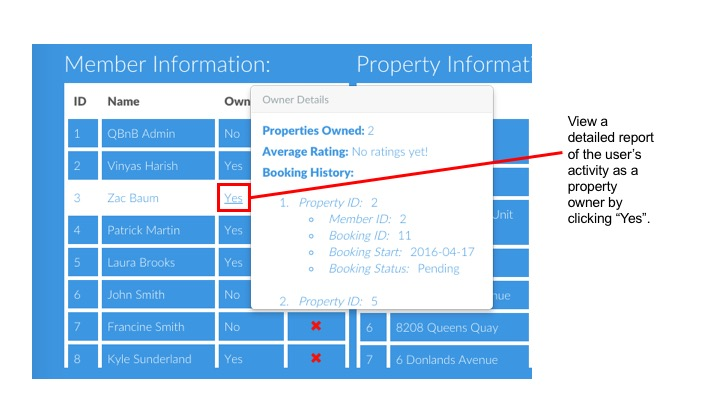 Member Information:
Property Informat
ID Name Own
1 QBnB Admin No
2 Vinyas Harish Yes
3 Zac Baum Yes
4 Patrick Martin Yes
5 Laura Brooks Yes
6 John Smith No
7 Francine Smith No ✖
8 Kyle Sunderland Yes ✖
Owner Details
Properties Owned: 2
Average Rating: No ratings yet!
Booking History:
1. Property ID: 2
Member ID: 2
Booking ID: 11
Booking Start: 2016-04-17
Booking Status: Pending
2. Property ID: 5
Unit
nue
6 8208 Queens Quay
7 6 Donlands Avenue
View a
detailed report
of the user's
activity as a
property
owner by
clicking “Yes”.